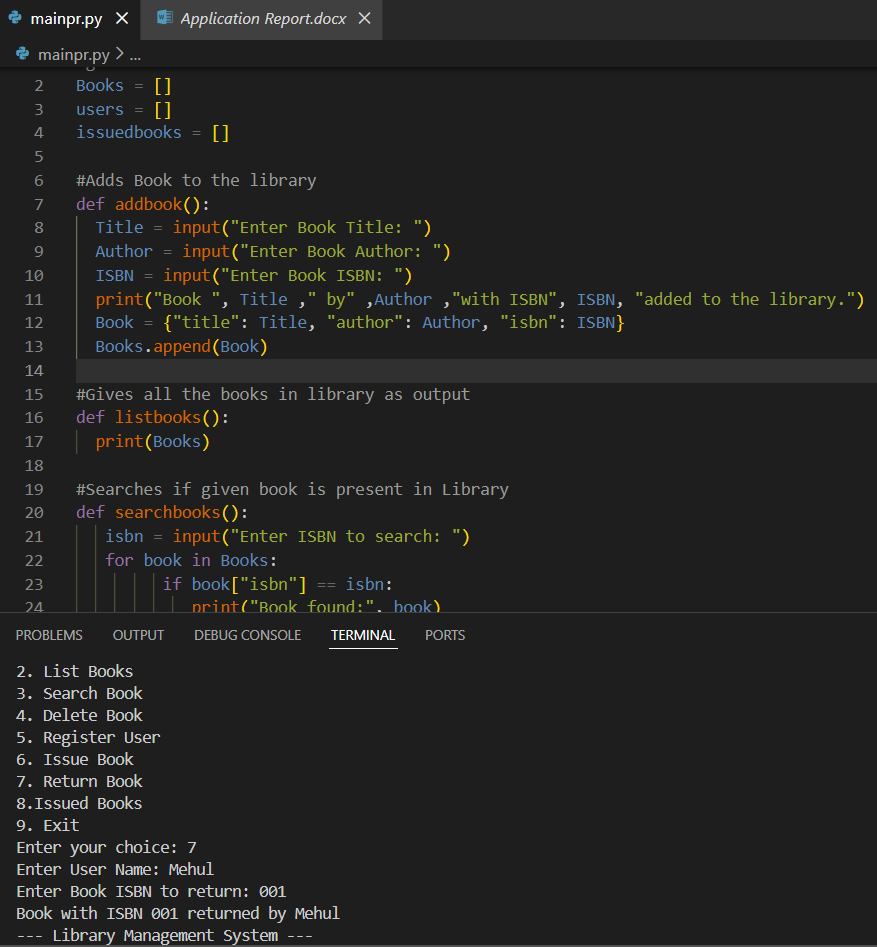 mainpr.py Application Report.docx
mainpr.py > ...
2 Books = []
3 users = []
4 issuedbooks = []
5
6 #Adds Book to the library
7 def addbook():
8 Title = input("Enter Book Title: ")
9 Author = input("Enter Book Author: ")
10 ISBN = input("Enter Book ISBN: ")
11 print("Book ", Title ," by" ,Author ,"with ISBN", ISBN, "added to the library.")
12 Book = {"title": Title, "author": Author, "isbn": ISBN}
13 Books.append(Book)
14
15 #Gives all the books in library as output
16 def listbooks():
17 print(Books)
18
19 #Searches if given book is present in Library
20 def searchbooks():
21 isbn = input("Enter ISBN to search: ")
22 for book in Books:
23 if book["isbn"] == isbn:
24 print("Book found:", book)
PROBLEMS OUTPUT DEBUG CONSOLE TERMINAL PORTS
2. List Books
3. Search Book
4. Delete Book
5. Register User
6. Issue Book
7. Return Book
8.Issued Books
9. Exit
Enter your choice: 7
Enter User Name: Mehul
Enter Book ISBN to return: 001
Book with ISBN 001 returned by Mehul
--- Library Management System ---